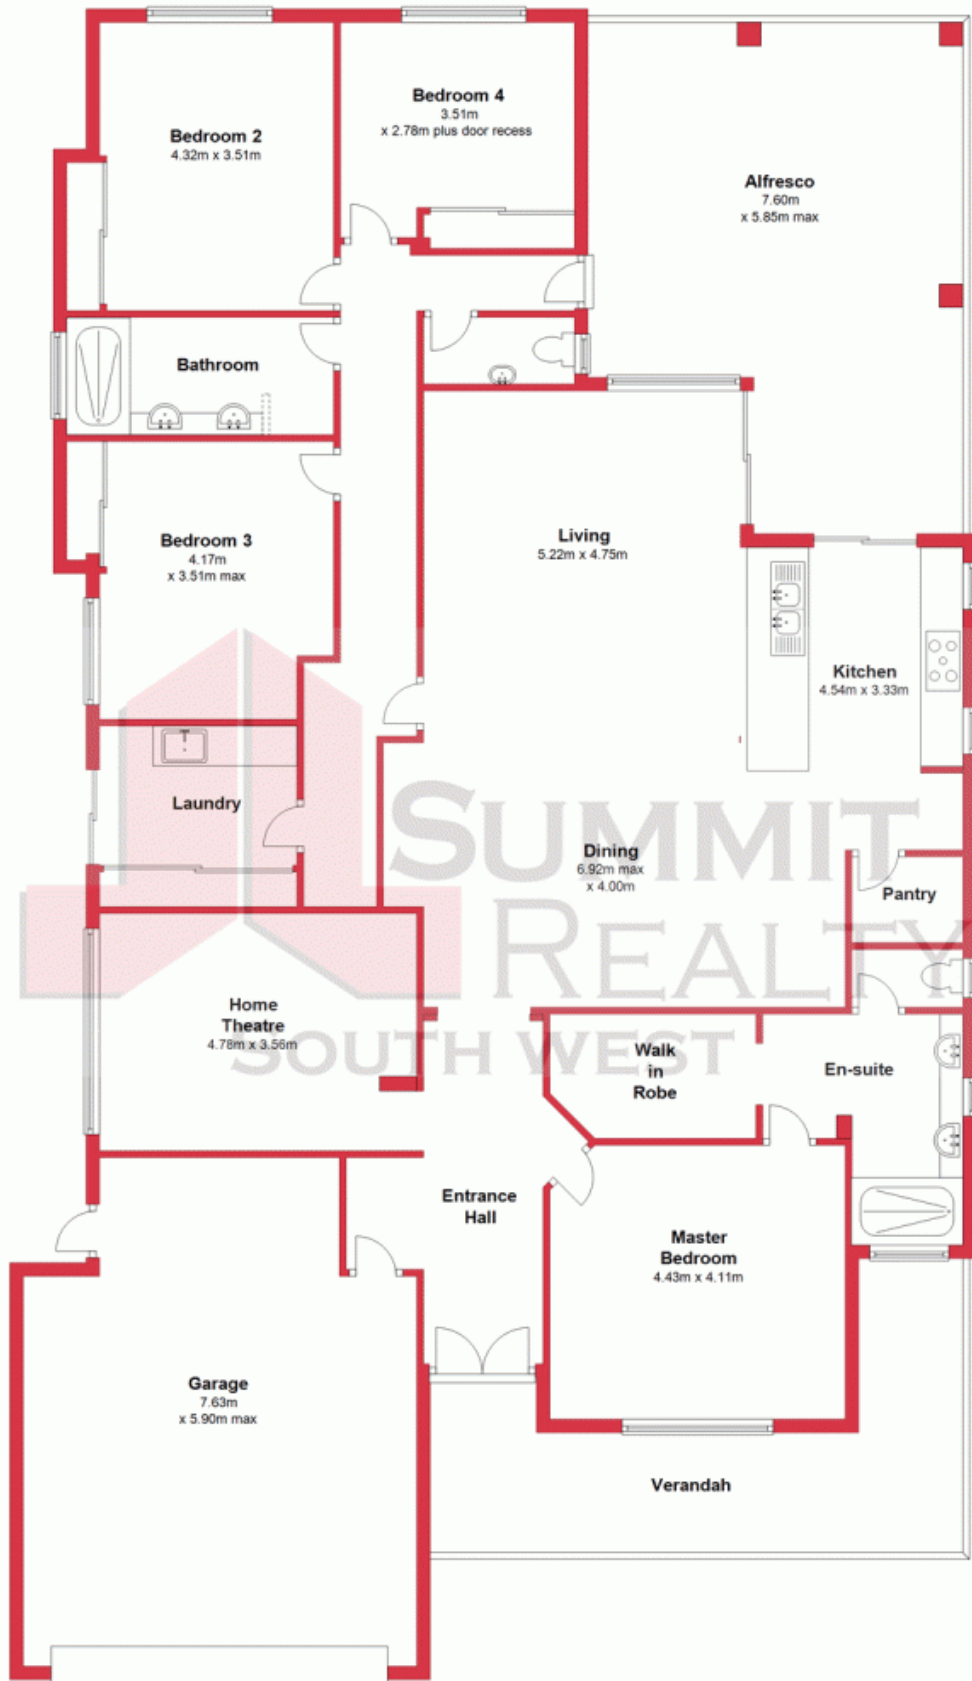 Bedroom 4
3.51m
x 2.78m plus door recess
Bedroom 2
4.32m x 3.51m
Alfresco
7.60m
x 5.85m max
Bathroom
Living
5.22m x 4.75m
Bedroom 3
4.17m
x 3.51m max
Kitchen
4.54m x 3.33m
Laundry
SUMMIT
Dining
6.92m max
x 4.00m
Pantry
REALTY
Home
Theatre
4.78m x 3.56m
SOUTH WEST
Walk
in
Robe
En-suite
Entrance
Hall
Master
Bedroom
4.43m x 4.11m
Garage
7.63m
x 5.90m max
Verandah